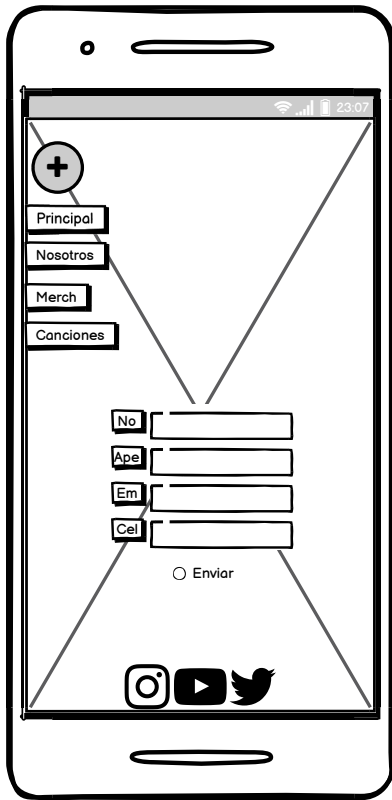 23:07
Principal
Nosotros
Merch
Canciones
No
Ape
Em
Cel
Enviar